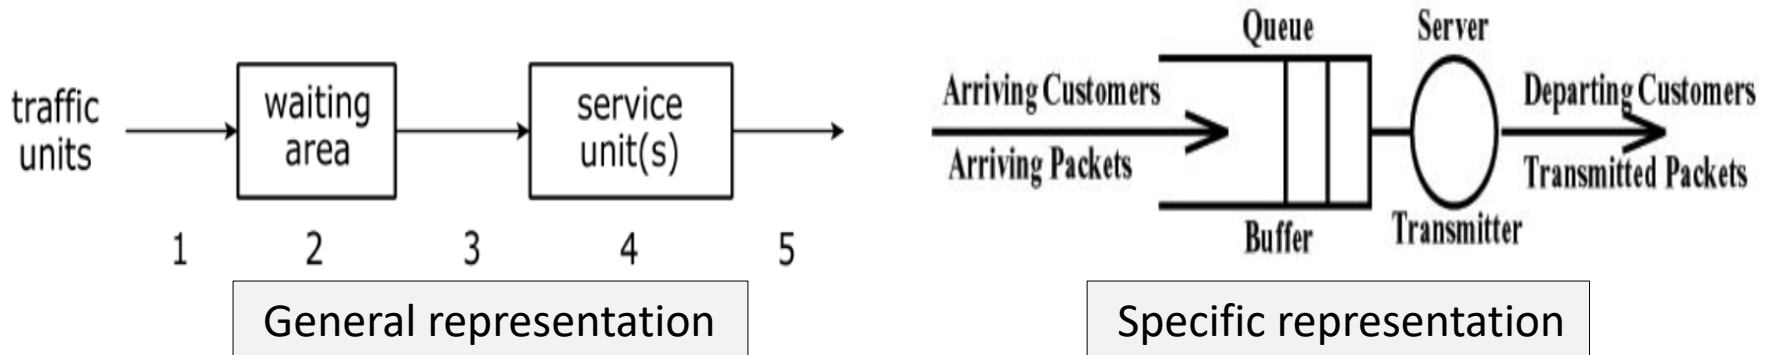 traffic
units
waiting
area
service
unit(s)
1 2 3 4 5
General representation
Queue
Server
Arriving Customers
Arriving Packets
Departing Customers
Transmitted Packets
Buffer
Transmitter
Specific representation